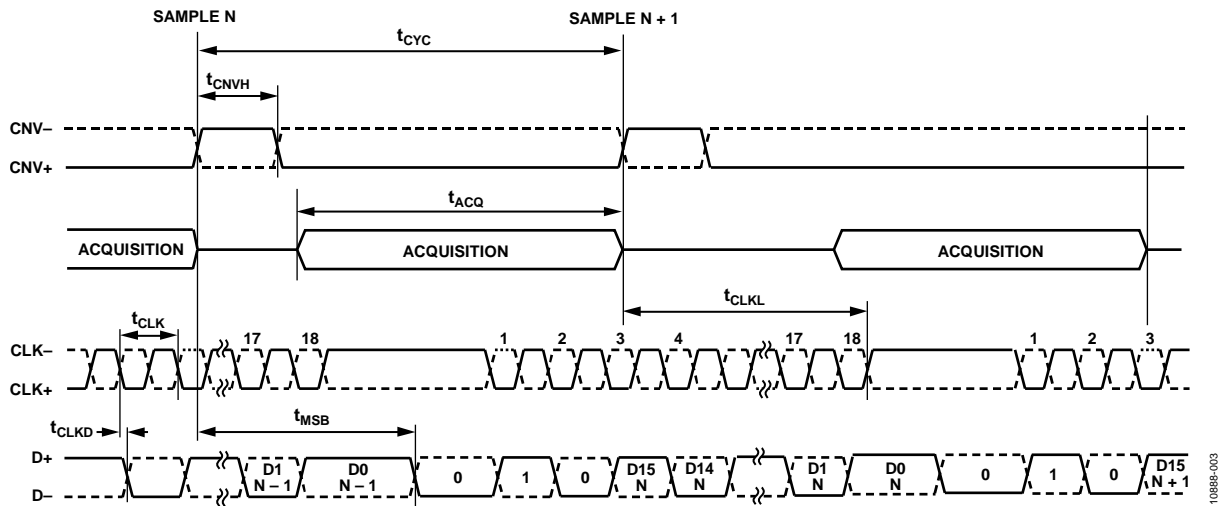 SAMPLE N SAMPLE N + 1
tCYC
tCNVH
CNV–
CNV+
tACQ
ACQUISITION ACQUISITION ACQUISITION
tCLK tCLKL
17 18 1 2 3 4 17 18 1 2 3
CLK–
CLK+
tCLKD tMSB
D+
D–
D1 N – 1
D0 N – 1
0
1
0
D15 N
D14 N
D1 N
D0 N
0
1
0
D15 N + 1
10888-003